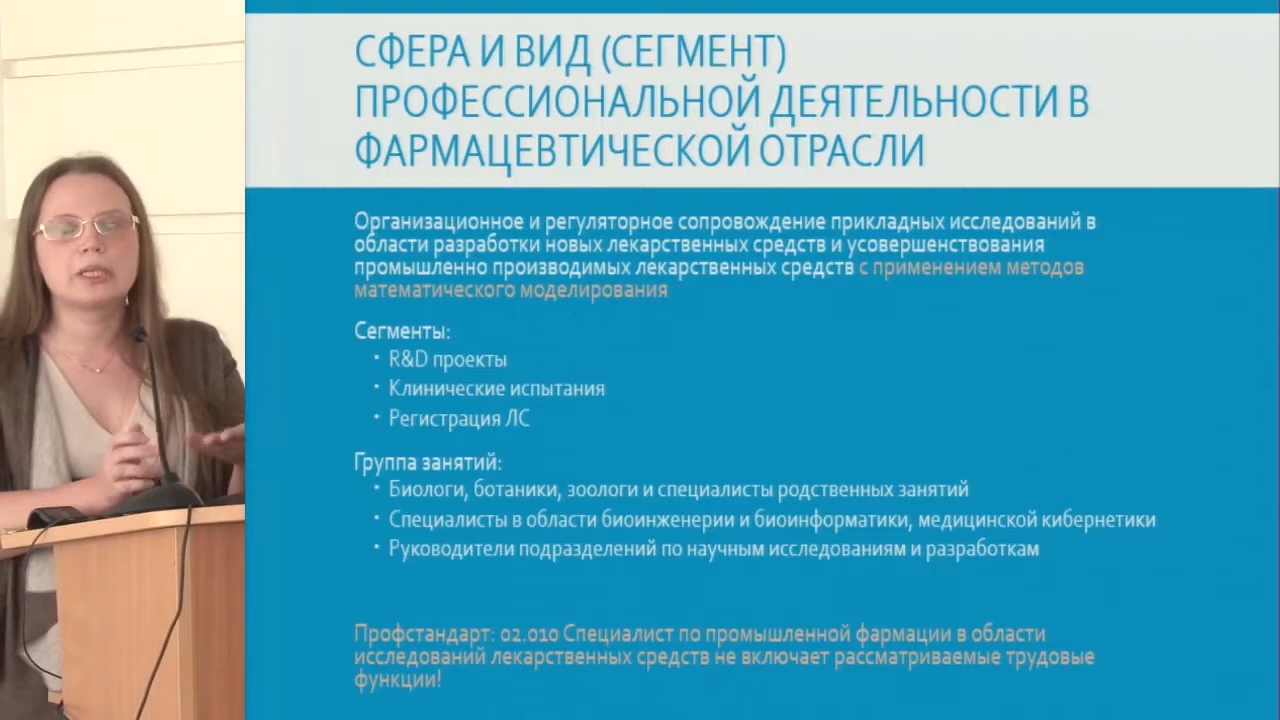 СФЕРА И ВИД (СЕГМЕНТ)
ПРОФЕССИОНАЛЬНОЙ ДЕЯТЕЛЬНОСТИ В
ФАРМАЦЕВТИЧЕСКОЙ ОТРАСЛИ
Организационное и регуляторное сопровождение прикладных исследований в
области разработки новых лекарственных средств и усовершенствования
промышленно производимых лекарственных средств с применением методов
математического моделирования
Сегменты:
• R&D проекты
• Клинические испытания
• Регистрация ЛС
Группа занятий:
• Биологи, ботаники, зоологи и специалисты родственных занятий
• Специалисты в области биоинженерии и биоинформатики, медицинской кибернетики
• Руководители подразделений по научным исследованиям и разработкам
Профстандарт: 02.010 Специалист по промышленной фармации в области
исследований лекарственных средств не включает рассматриваемые трудовые
функции!